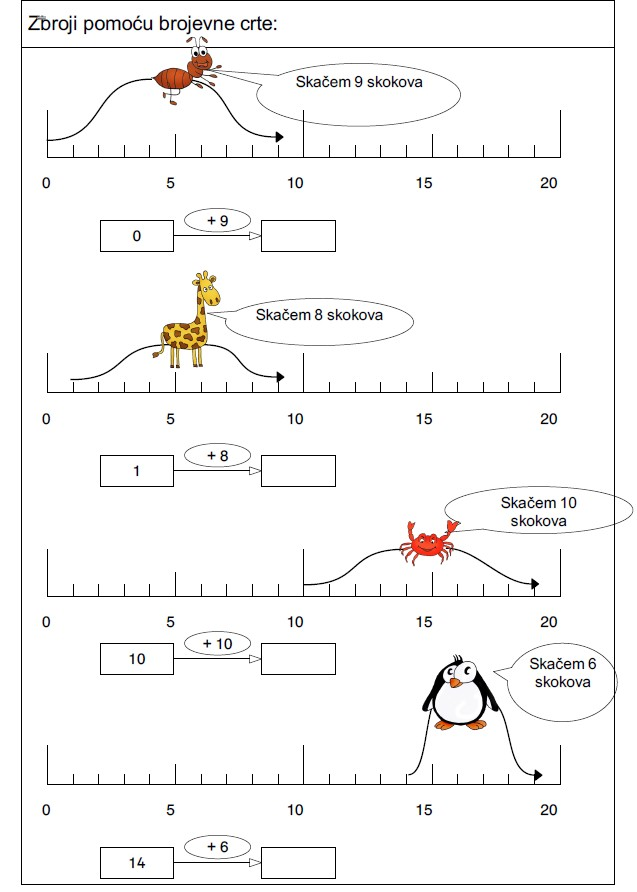 Zbroji pomoću brojevne crte:
Skačem 9 skokova
0 5 10 15 20
+ 9
0
Skačem 8 skokova
0 5 10 15 20
+ 8
1
Skačem 10
skokova
0 5 10 15 20
+ 10
10
Skačem 6
skokova
0 5 10 15 20
+ 6
14